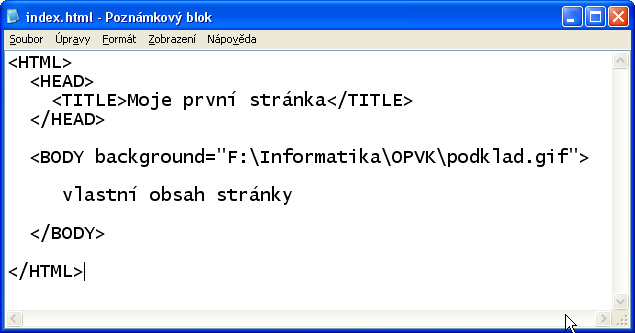 index.html - Poznámkový blok
Soubor Úpravy Formát Zobrazení Nápověda
<HTML>
<HEAD>
<TITLE>Moje první stránka</TITLE>
</HEAD>
<BODY background="F:\Informatika\OPVK\podklad.gif">
vlastní obsah stránky
</BODY>
</HTML>